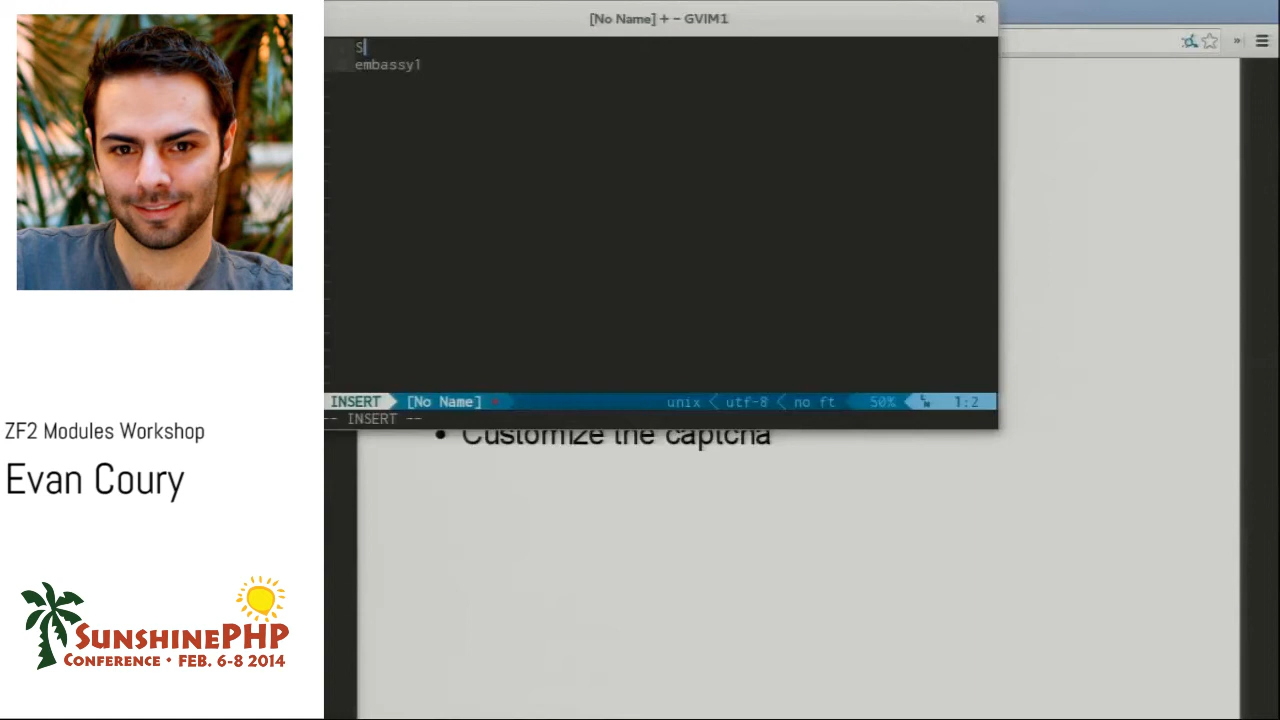 [No Name] + - GVIM1
S
embassy1
INSERT [No Name] + unix utf-8 no ft 50% LN 1:2
-- INSERT --
• Customize the captcha
ZF2 Modules Workshop
Evan Coury
SUNSHINEPHP
CONFERENCE • FEB. 6-8 2014